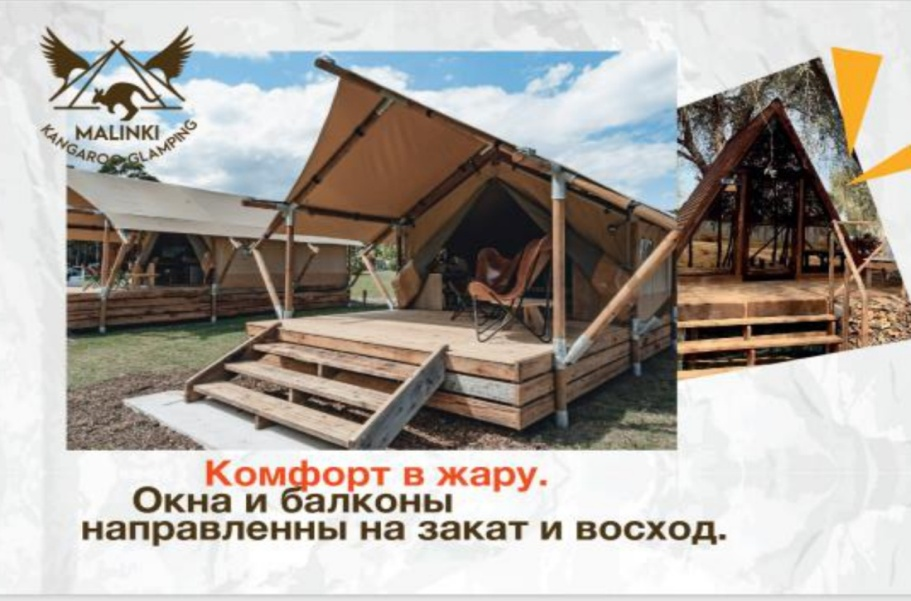 MALINKI
KANGAROO GLAMPING
Комфорт в жару.
Окна и балконы
направленны на закат и восход.